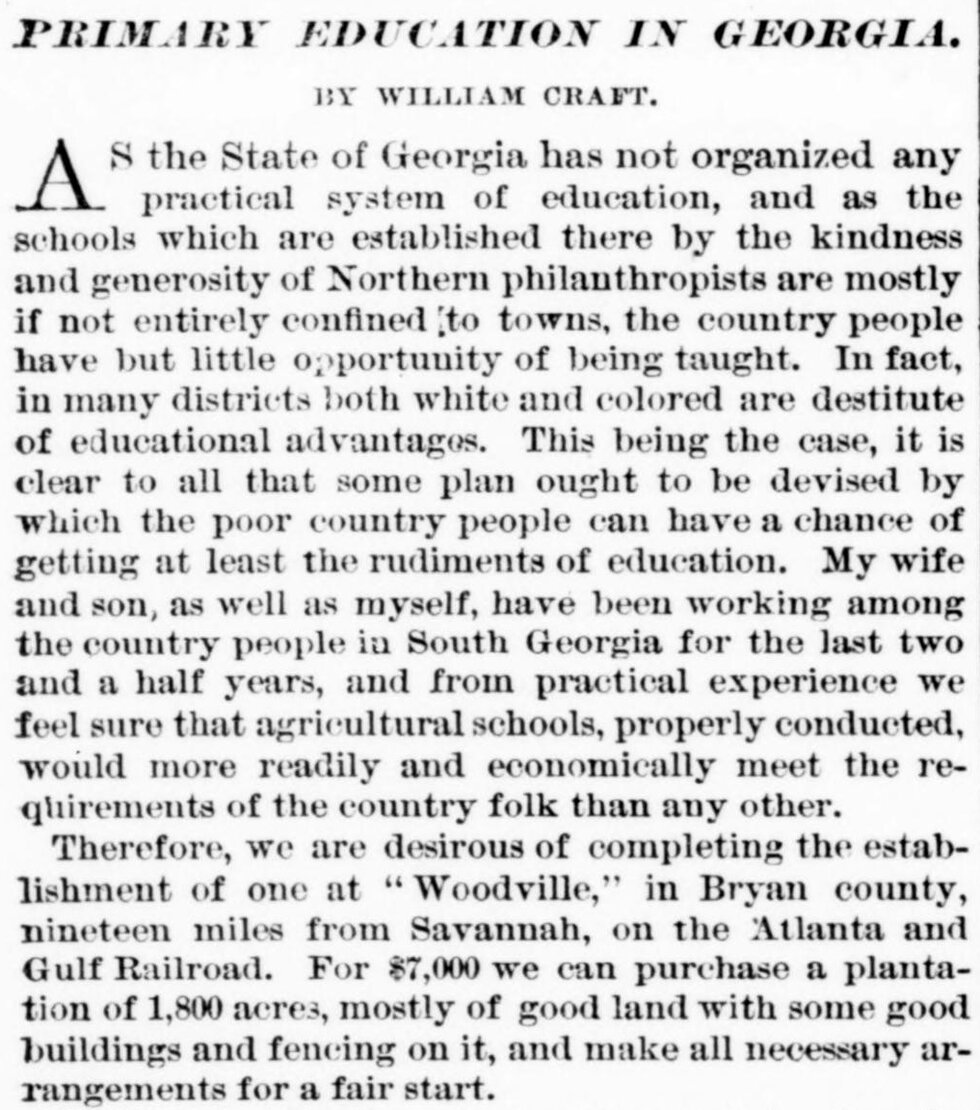 PRIMARY EDUCATION IN GEORGIA.
BY WILLIAM CRAFT.
AS the State of Georgia has not organized any
practical system of education, and as the
schools which are established there by the kindness
and generosity of Northern philanthropists are mostly
if not entirely confined to towns, the country people
have but little opportunity of being taught. In fact,
in many districts both white and colored are destitute
of educational advantages. This being the case, it is
clear to all that some plan ought to be devised by
which the poor country people can have a chance of
getting at least the rudiments of education. My wife
and son, as well as myself, have been working among
the country people in South Georgia for the last two
and a half years, and from practical experience we
feel sure that agricultural schools, properly conducted,
would more readily and economically meet the re-
quirements of the country folk than any other.
Therefore, we are desirous of completing the estab-
lishment of one at "Woodville," in Bryan county,
nineteen miles from Savannah, on the Atlanta and
Gulf Railroad. For $7,000 we can purchase a planta-
tion of 1,800 acres, mostly of good land with some good
buildings and fencing on it, and make all necessary ar-
rangements for a fair start.